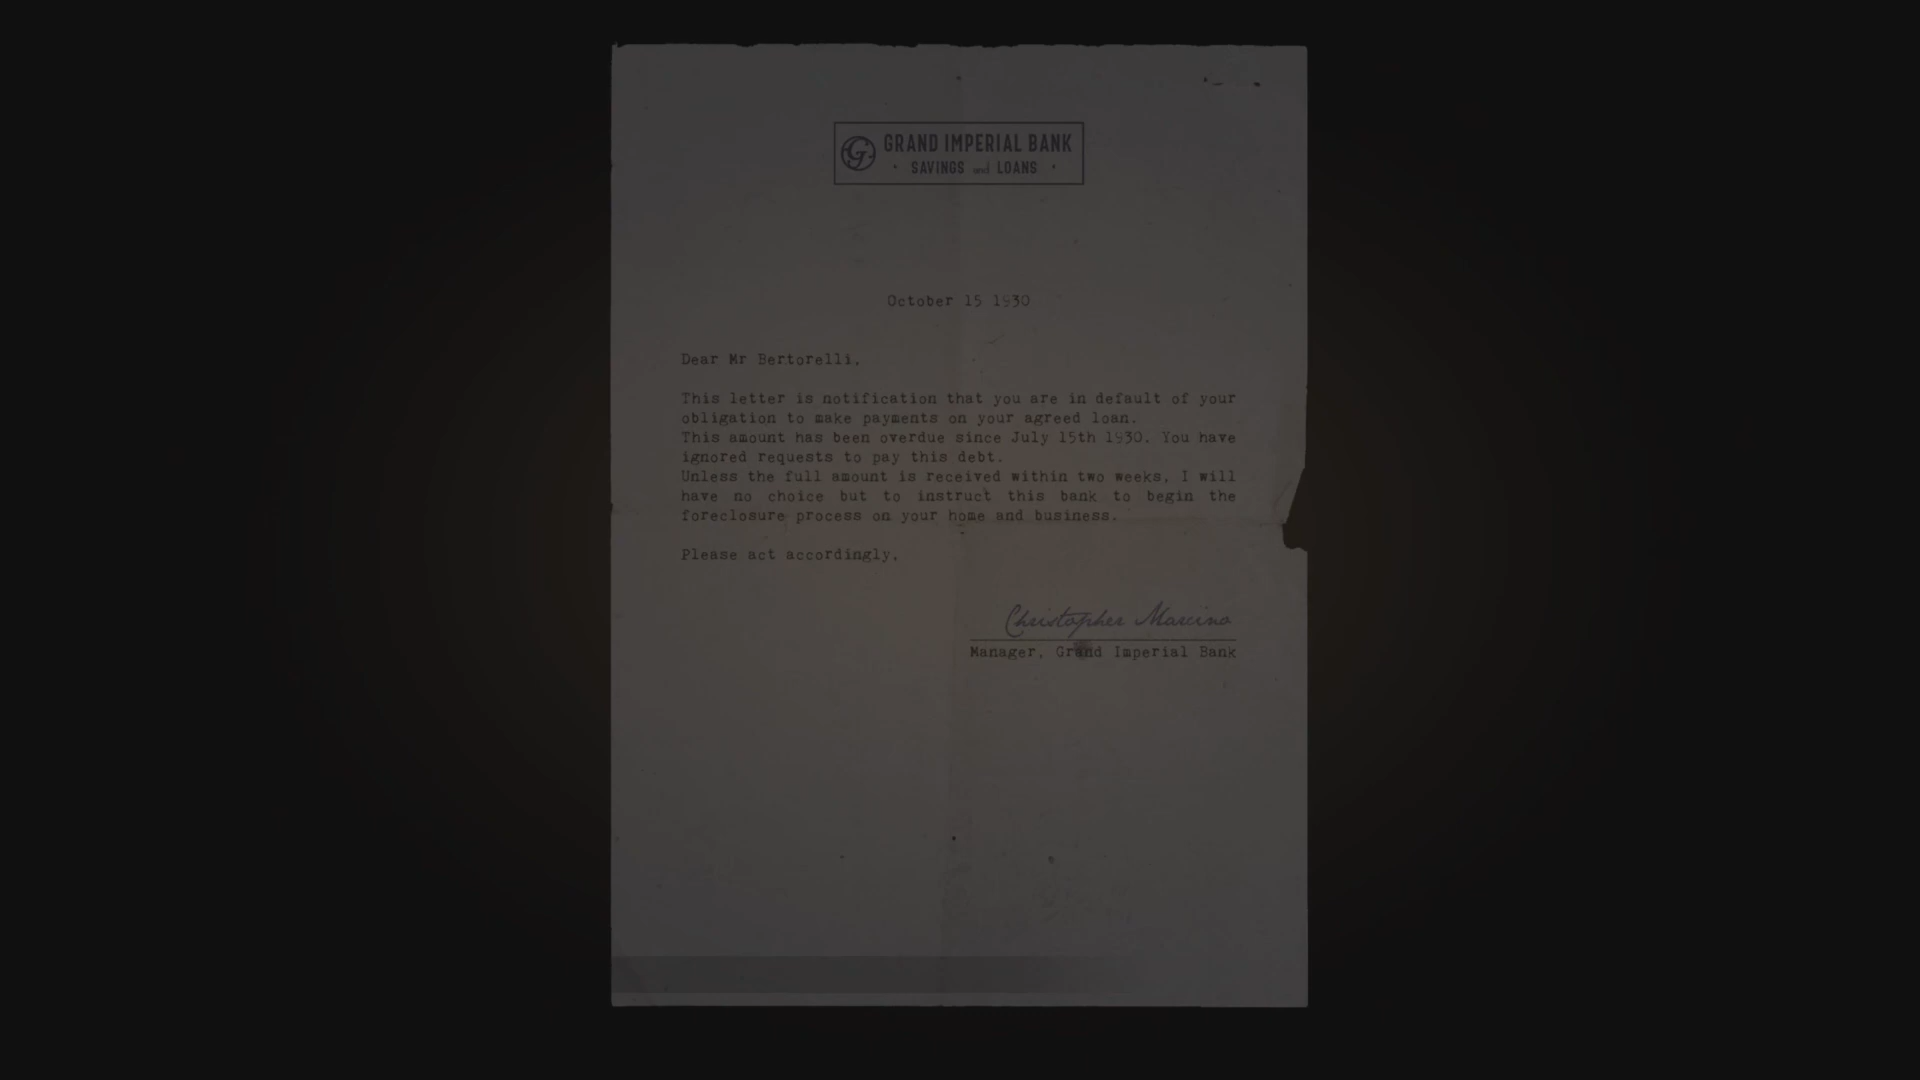 GRAND IMPERIAL BANK
· SAVINGS and LOANS ·
October 15 1930
Dear Mr Bertorelli,
This letter is notification that you are in default of your
obligation to make payments on your agreed loan.
This amount has been overdue since July 15th 1930. You have
ignored requests to pay this debt.
Unless the full amount is received within two weeks, I will
have no choice but to instruct this bank to begin the
foreclosure process on your home and business.
Please act accordingly,
Christopher Marcino
Manager, Grand Imperial Bank